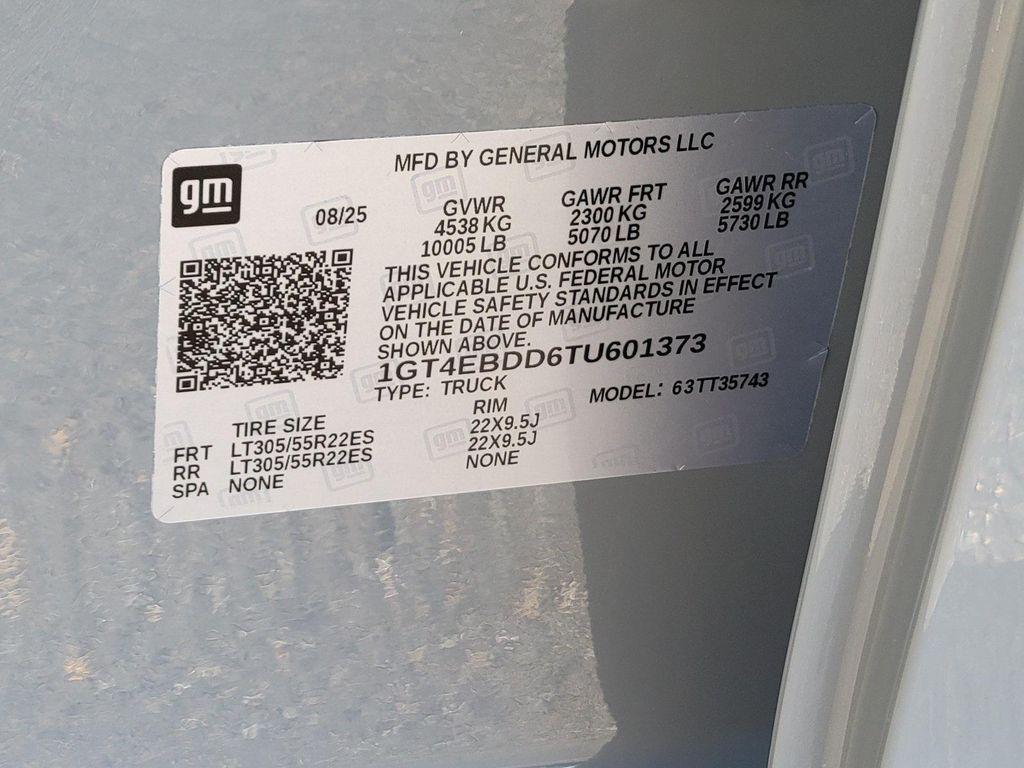 gm
MFD BY GENERAL MOTORS LLC
08/25
GVWR
4538 KG
10005 LB
GAWR FRT
2300 KG
5070 LB
GAWR RR
2599 KG
5730 LB
THIS VEHICLE CONFORMS TO ALL
APPLICABLE U.S. FEDERAL MOTOR
VEHICLE SAFETY STANDARDS IN EFFECT
ON THE DATE OF MANUFACTURE
SHOWN ABOVE.
1GT4EBDD6TU601373
TYPE: TRUCK
MODEL: 63TT35743
TIRE SIZE RIM
FRT LT305/55R22ES 22X9.5J
RR LT305/55R22ES 22X9.5J
SPA NONE NONE